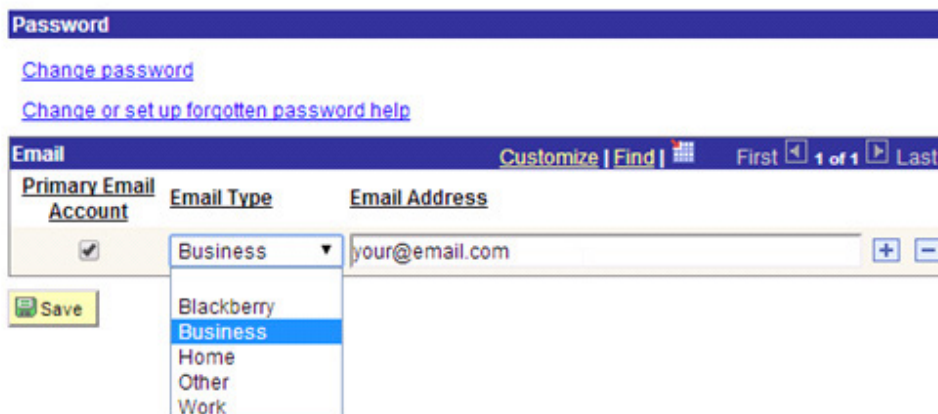 Password
Change password
Change or set up forgotten password help
Email Customize | Find | First 1 of 1 Last
Primary Email Account Email Type Email Address
Business your@email.com
Save
Blackberry
Business
Home
Other
Work